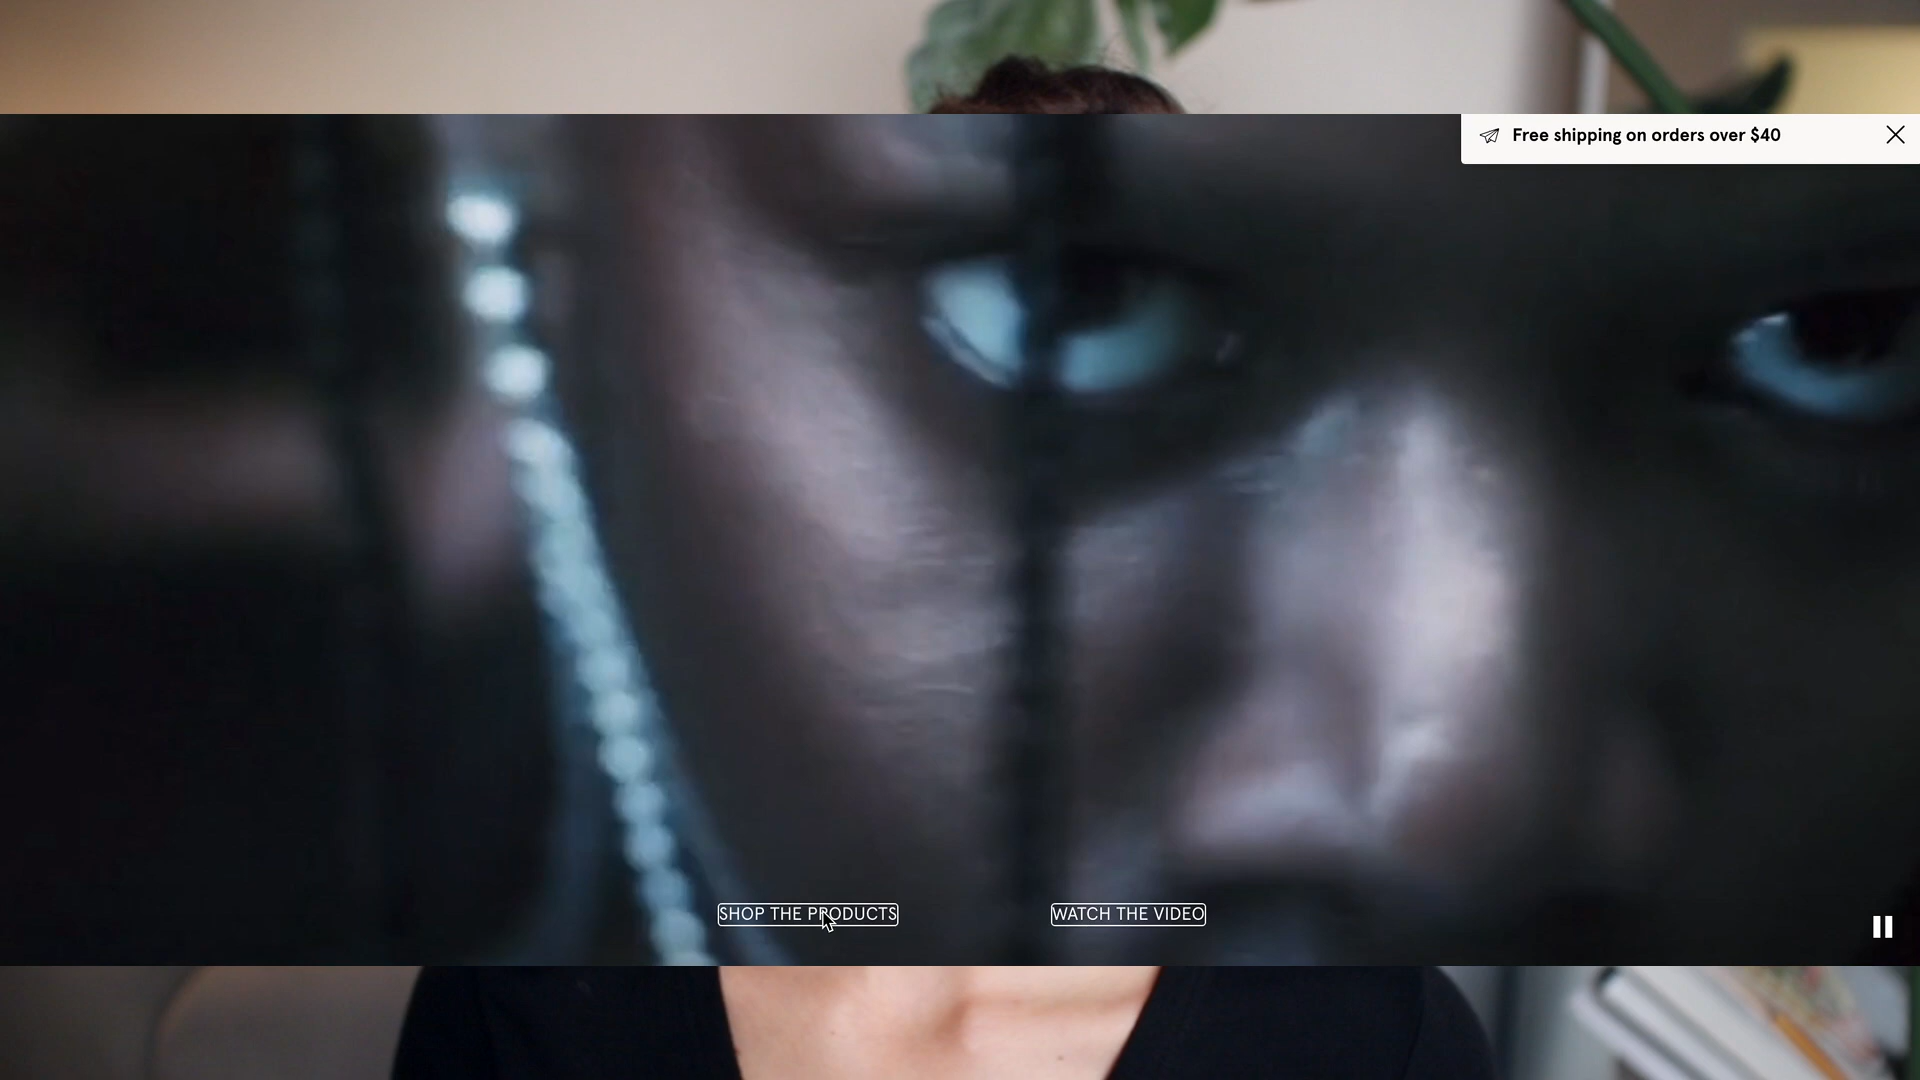 Free shipping on orders over $40
SHOP THE PRODUCTS
WATCH THE VIDEO